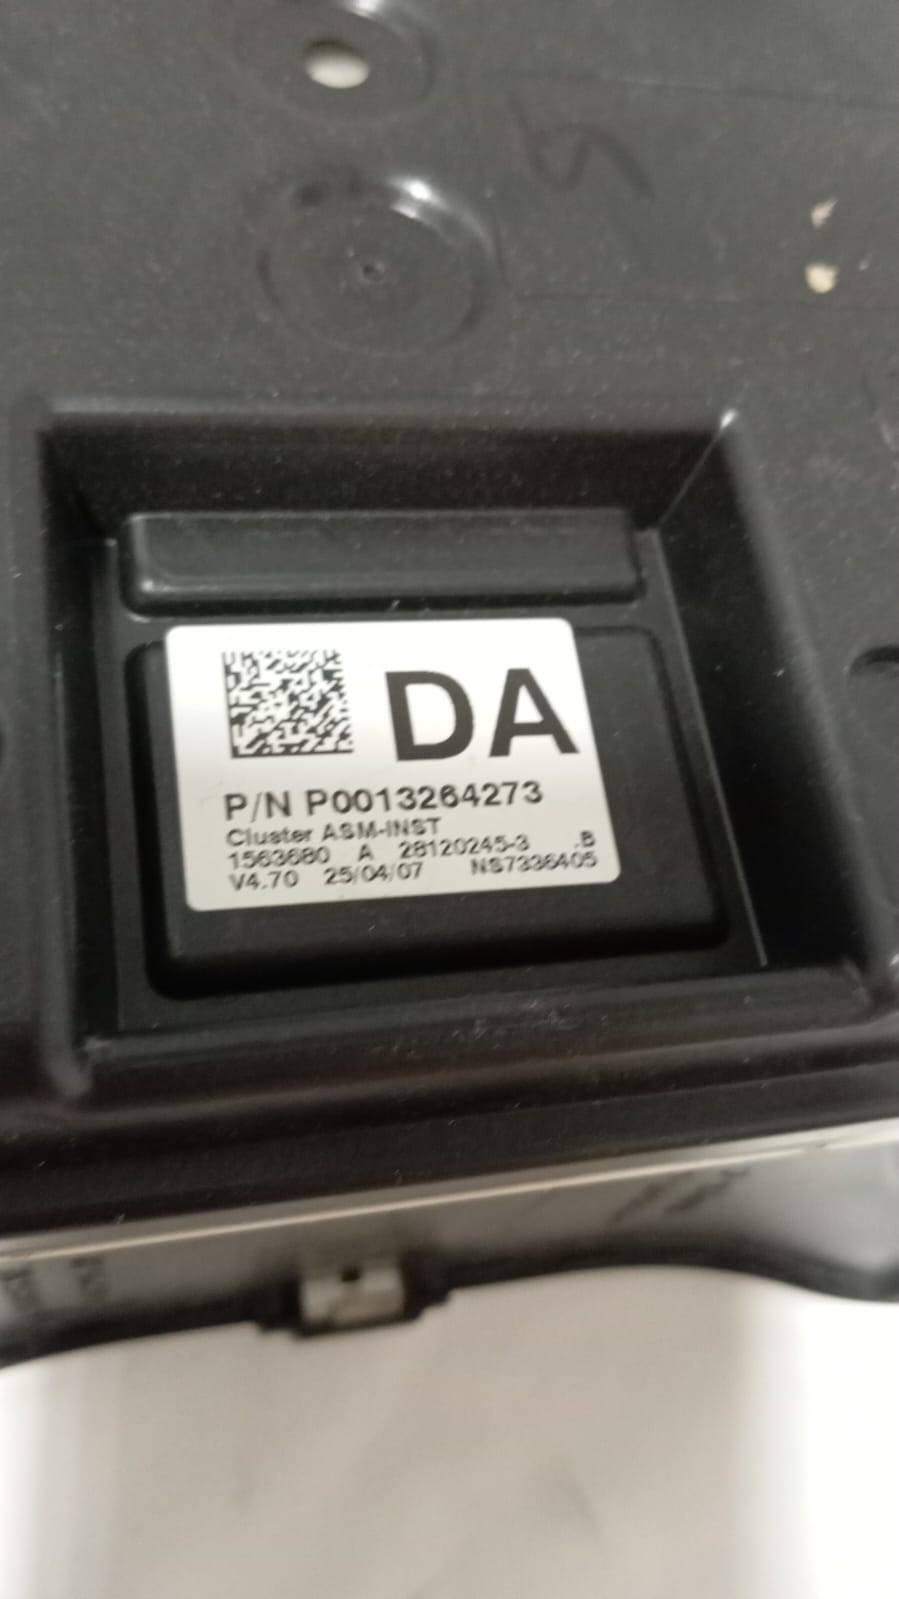 DA
P/N P0013264273
Cluster ASM-INST
1563680 A 28120245-3 .B
V4.70 25/04/07 NS7336405